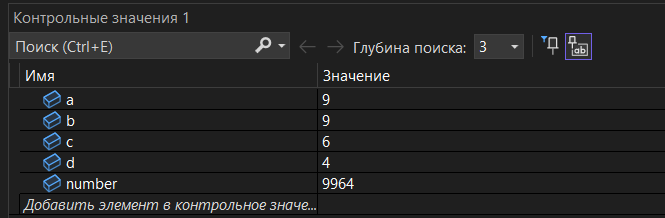 Контрольные значения 1
Поиск (Ctrl+E) Глубина поиска: 3
Имя Значение
a 9
b 9
c 6
d 4
number 9964
Добавить элемент в контрольное значе...